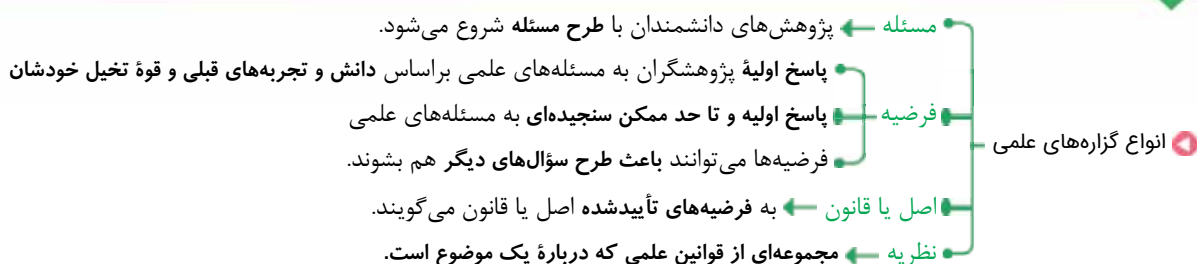 مسئله پژوهش‌های دانشمندان با طرح مسئله شروع می‌شود.
پاسخ اولیهٔ پژوهشگران به مسئله‌های علمی براساس دانش و تجربه‌های قبلی و قوهٔ تخیل خودشان
فرضیه پاسخ اولیه و تا حد ممکن سنجیده‌ای به مسئله‌های علمی
انواع گزاره‌های علمی
فرضیه‌ها می‌توانند باعث طرح سؤال‌های دیگر هم بشوند.
اصل یا قانون به فرضیه‌های تأییدشده اصل یا قانون می‌گویند.
نظریه مجموعه‌ای از قوانین علمی که دربارهٔ یک موضوع است.